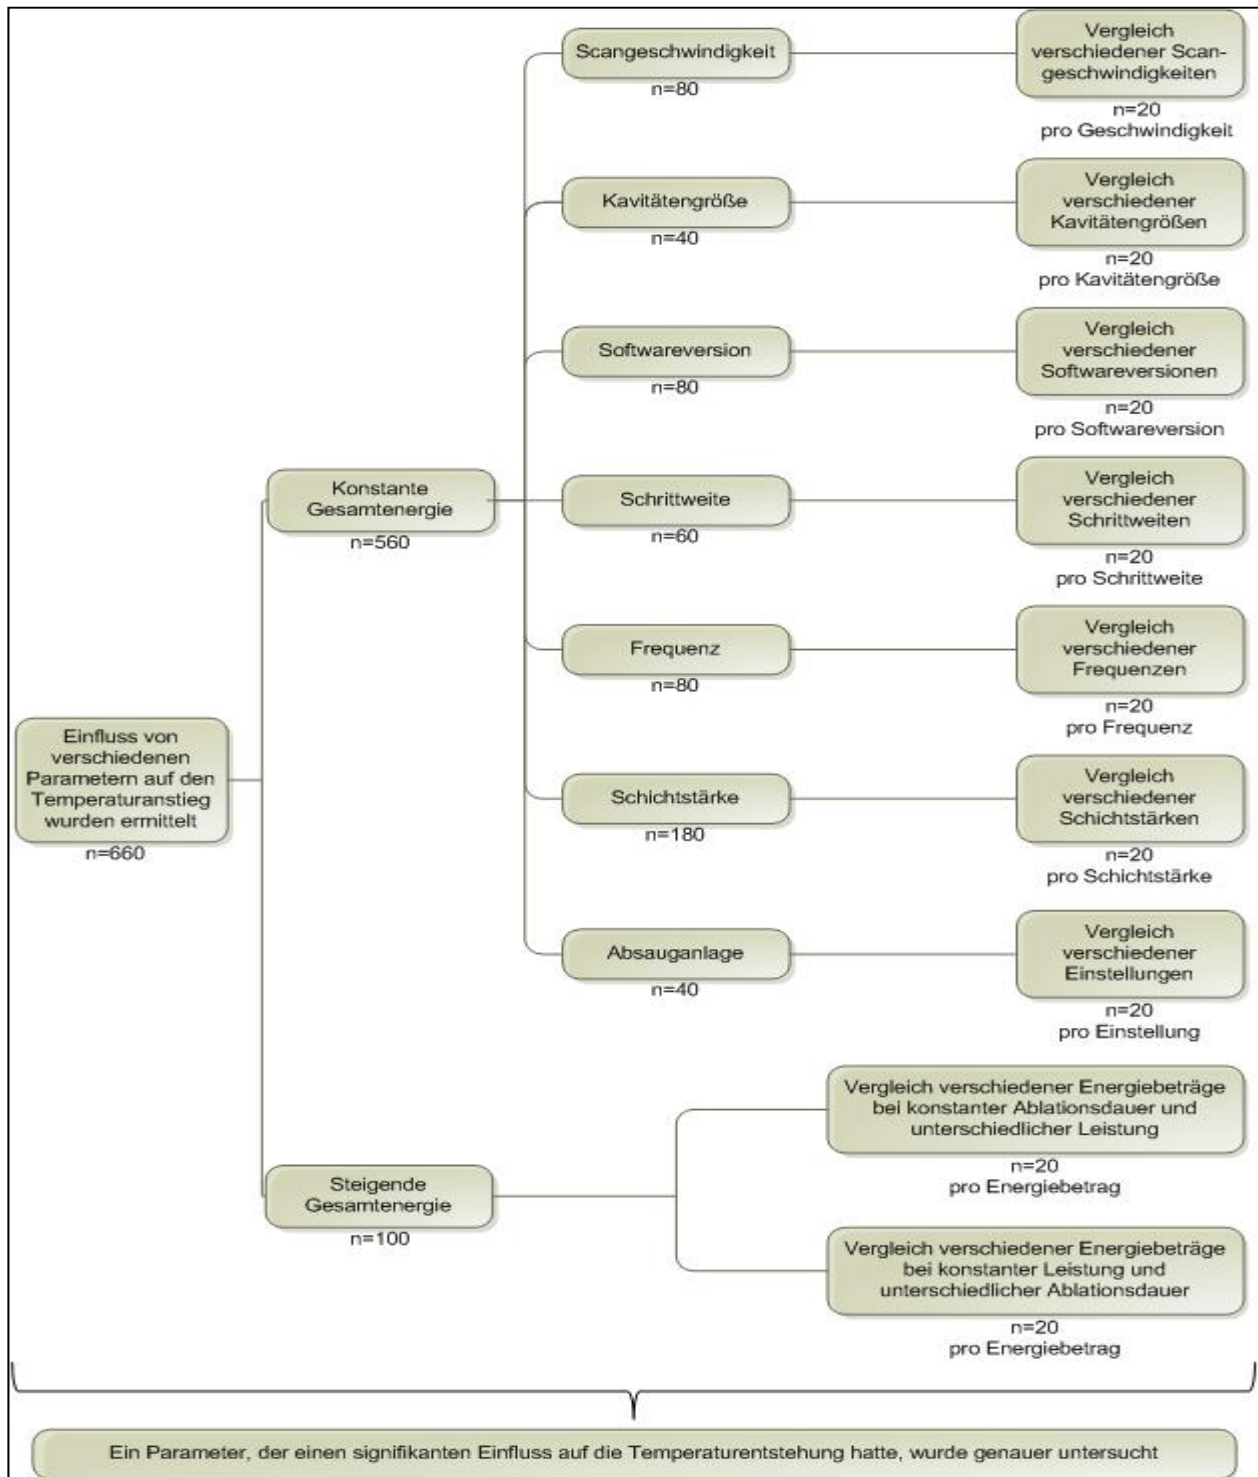 Scangeschwindigkeit
n=80
Vergleich
verschiedener Scan-
geschwindigkeiten
n=20
pro Geschwindigkeit
Kavitätengröße
n=40
Vergleich
verschiedener
Kavitätengrößen
n=20
pro Kavitätengröße
Softwareversion
n=80
Vergleich
verschiedener
Softwareversionen
n=20
pro Softwareversion
Konstante
Gesamtenergie
n=560
Schrittweite
n=60
Vergleich
verschiedener
Schrittweiten
n=20
pro Schrittweite
Frequenz
n=80
Vergleich
verschiedener
Frequenzen
n=20
pro Frequenz
Einfluss von
verschiedenen
Parametern auf den
Temperaturanstieg
wurden ermittelt
n=660
Schichtstärke
n=180
Vergleich
verschiedener
Schichtstärken
n=20
pro Schichtstärke
Absauganlage
n=40
Vergleich
verschiedener
Einstellungen
n=20
pro Einstellung
Steigende
Gesamtenergie
n=100
Vergleich verschiedener Energiebeträge
bei konstanter Ablationsdauer und
unterschiedlicher Leistung
n=20
pro Energiebetrag
Vergleich verschiedener Energiebeträge
bei konstanter Leistung und
unterschiedlicher Ablationsdauer
n=20
pro Energiebetrag
Ein Parameter, der einen signifikanten Einfluss auf die Temperaturentstehung hatte, wurde genauer untersucht